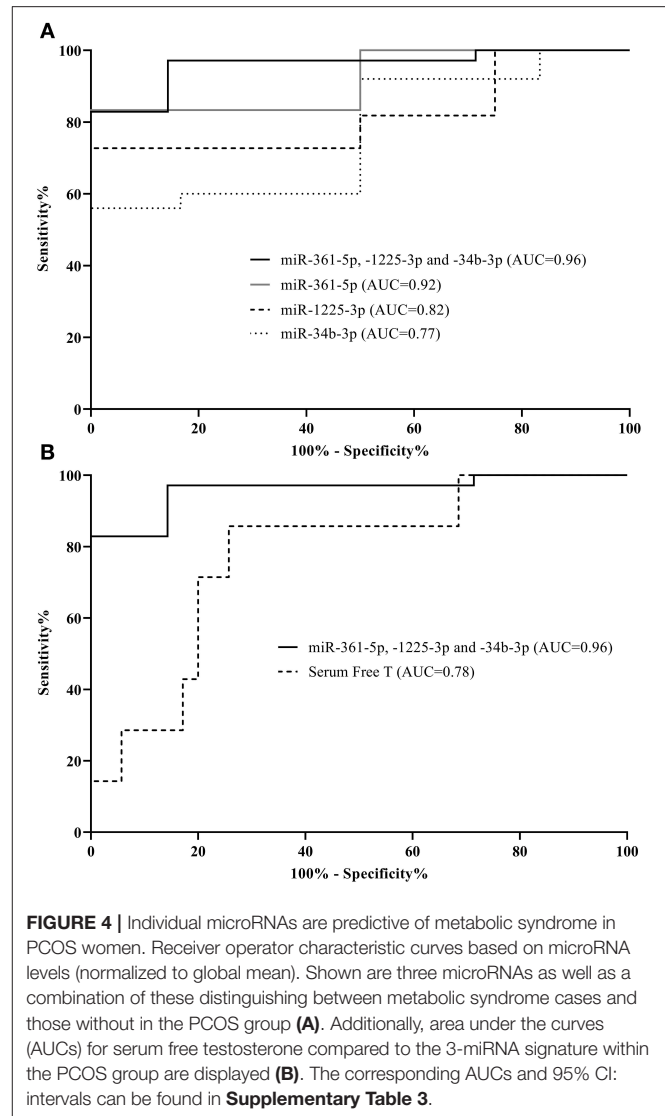 A
100
80
60
40
20
0
Sensitivity%
miR-361-5p, -1225-3p and -34b-3p (AUC=0.96)
miR-361-5p (AUC=0.92)
miR-1225-3p (AUC=0.82)
miR-34b-3p (AUC=0.77)
0 20 40 60 80 100
100% - Specificity%
B
100
80
60
40
20
0
Sensitivity%
miR-361-5p, -1225-3p and -34b-3p (AUC=0.96)
Serum Free T (AUC=0.78)
0 20 40 60 80 100
100% - Specificity%
FIGURE 4 | Individual microRNAs are predictive of metabolic syndrome in
PCOS women. Receiver operator characteristic curves based on microRNA
levels (normalized to global mean). Shown are three microRNAs as well as a
combination of these distinguishing between metabolic syndrome cases and
those without in the PCOS group (A). Additionally, area under the curves
(AUCs) for serum free testosterone compared to the 3-miRNA signature within
the PCOS group are displayed (B). The corresponding AUCs and 95% CI:
intervals can be found in Supplementary Table 3.